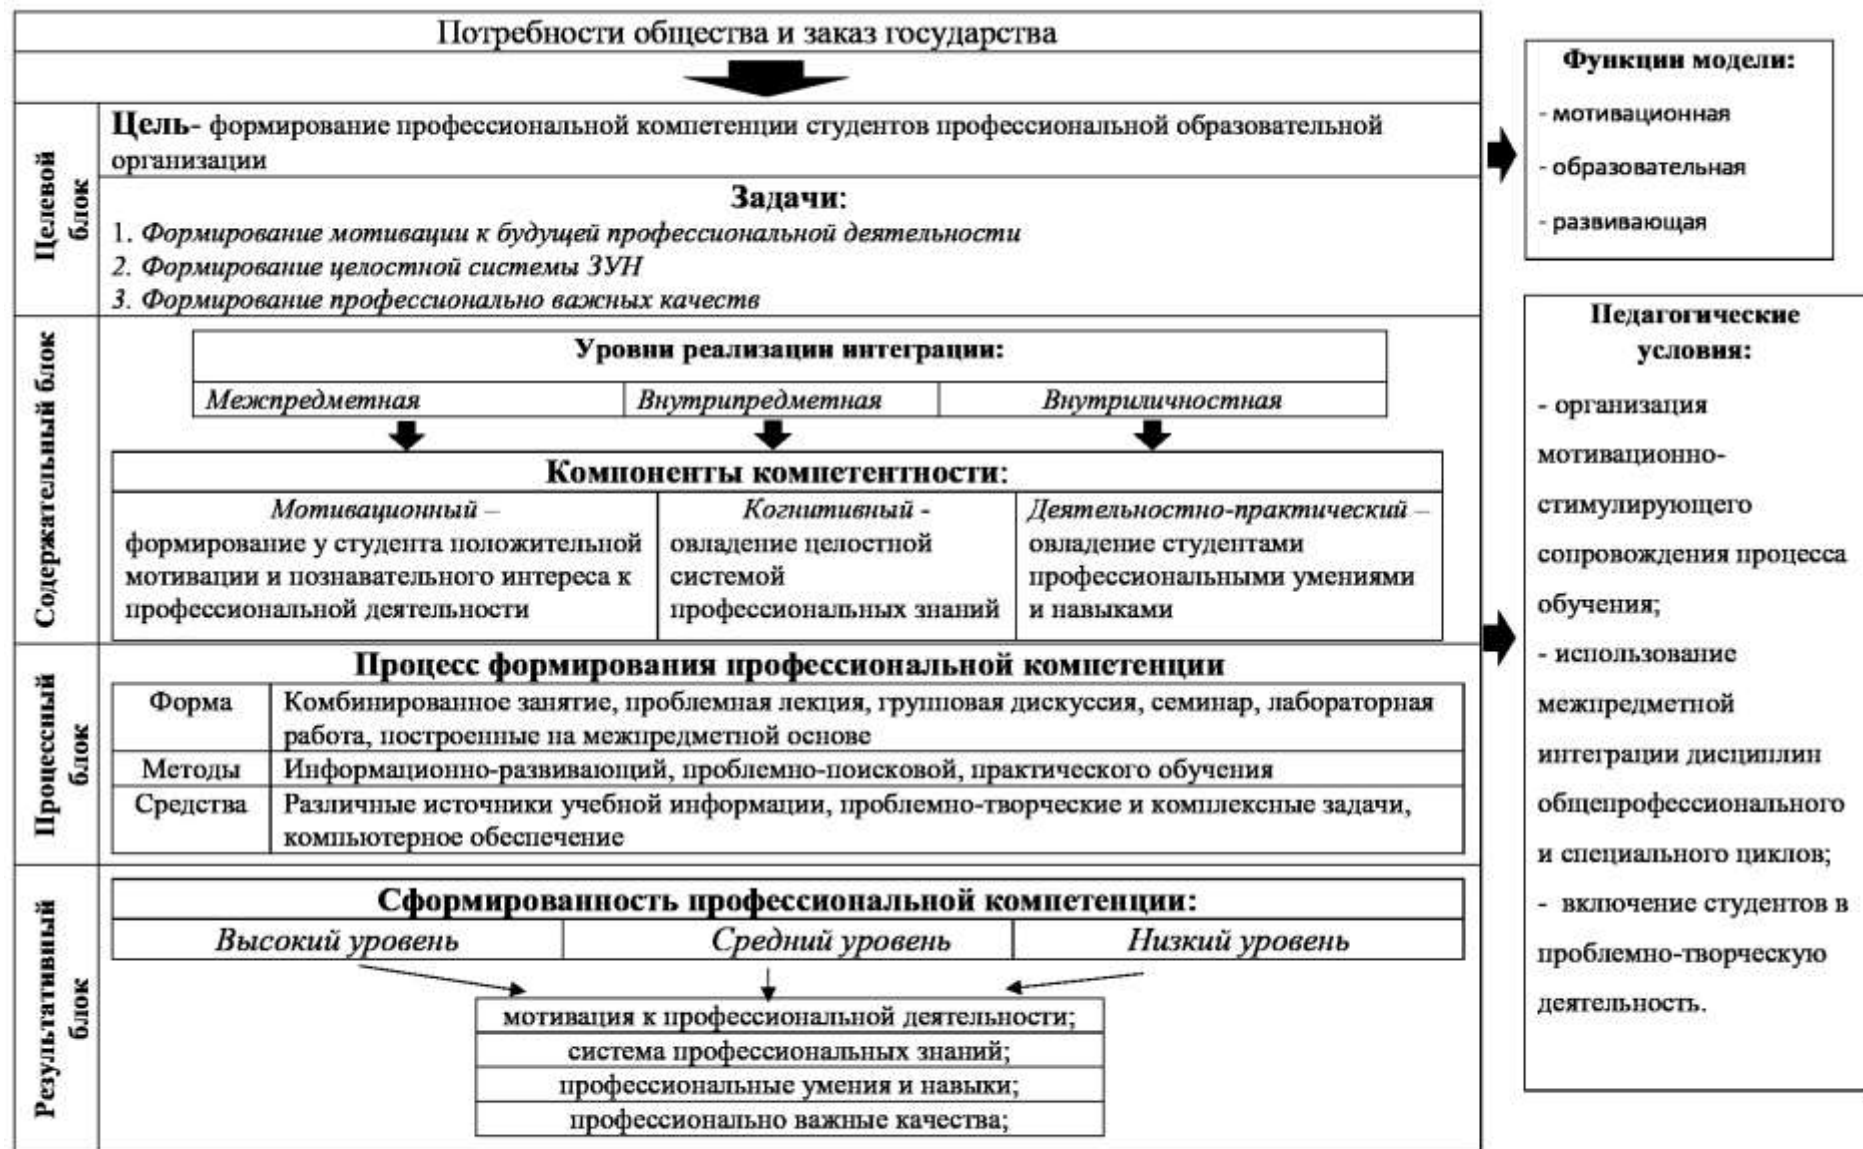 Потребности общества и заказ государства
Целевой
блок
Цель- формирование профессиональной компетенции студентов профессиональной образовательной
организации
Задачи:
1. Формирование мотивации к будущей профессиональной деятельности
2. Формирование целостной системы ЗУН
3. Формирование профессионально важных качеств
Содержательный блок
Уровни реализации интеграции:
Межпредметная
Внутрипредметная
Внутриличностная
Компоненты компетентности:
Мотивационный –
формирование у студента положительной
мотивации и познавательного интереса к
профессиональной деятельности
Когнитивный -
овладение целостной
системой
профессиональных знаний
Деятельностно-практический –
овладение студентами
профессиональными умениями
и навыками
Процессный
блок
Процесс формирования профессиональной компетенции
Форма
Комбинированное занятие, проблемная лекция, групповая дискуссия, семинар, лабораторная
работа, построенные на межпредметной основе
Методы
Информационно-развивающий, проблемно-поисковой, практического обучения
Средства
Различные источники учебной информации, проблемно-творческие и комплексные задачи,
компьютерное обеспечение
Результативный
блок
Сформированность профессиональной компетенции:
Высокий уровень
Средний уровень
Низкий уровень
мотивация к профессиональной деятельности;
система профессиональных знаний;
профессиональные умения и навыки;
профессионально важные качества;
Функции модели:
- мотивационная
- образовательная
- развивающая
Педагогические
условия:
- организация
мотивационно-
стимулирующего
сопровождения процесса
обучения;
- использование
межпредметной
интеграции дисциплин
общепрофессионального
и специального циклов;
- включение студентов в
проблемно-творческую
деятельность.